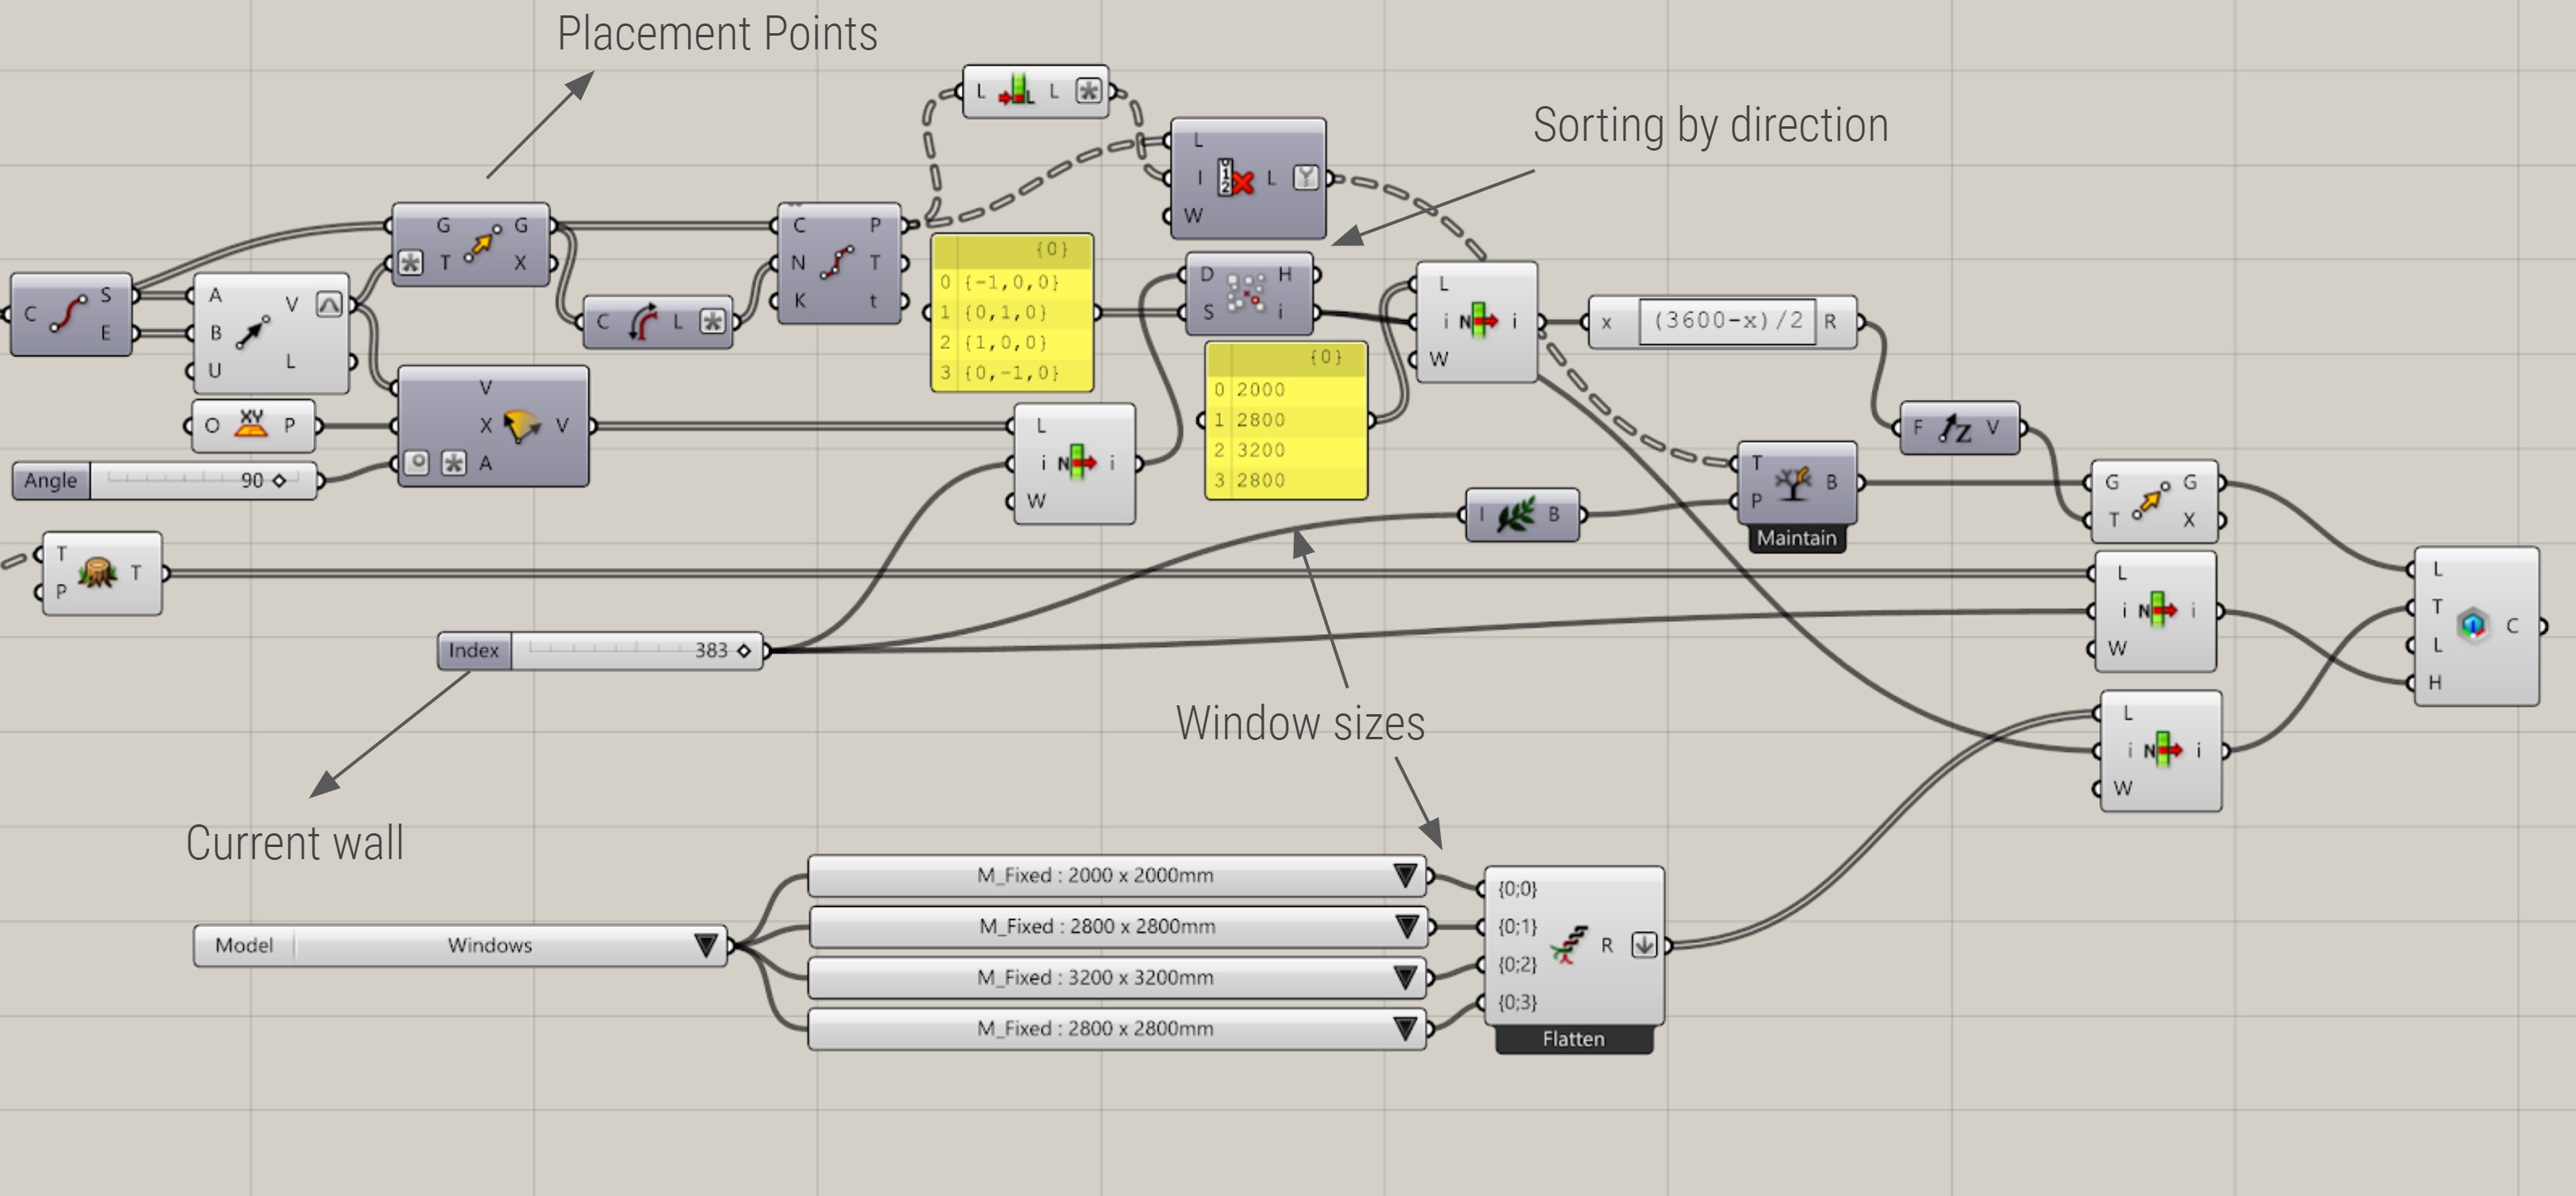 Placement Points
L L
Sorting by direction
L
I L
W
G G
T X
C P
N T
K t
C S
E
A V
B
U L
C L
{0}
0 {-1,0,0}
1 {0,1,0}
2 {1,0,0}
3 {0,-1,0}
D H
S i
L
i N i
W
x (3600-x)/2 R
{0}
0 2000
1 2800
2 3200
3 2800
V
X V
A
XY
O P
Angle 90
L
i N i
W
F Z V
T B
P
Maintain
G G
T X
I B
T T
P
L
i N i
W
L
T
L C
H
Index 383
Window sizes
L
i N i
W
Current wall
M_Fixed : 2000 x 2000mm
M_Fixed : 2800 x 2800mm
M_Fixed : 3200 x 3200mm
M_Fixed : 2800 x 2800mm
Model Windows
{0;0}
{0;1}
R
{0;2}
{0;3}
Flatten